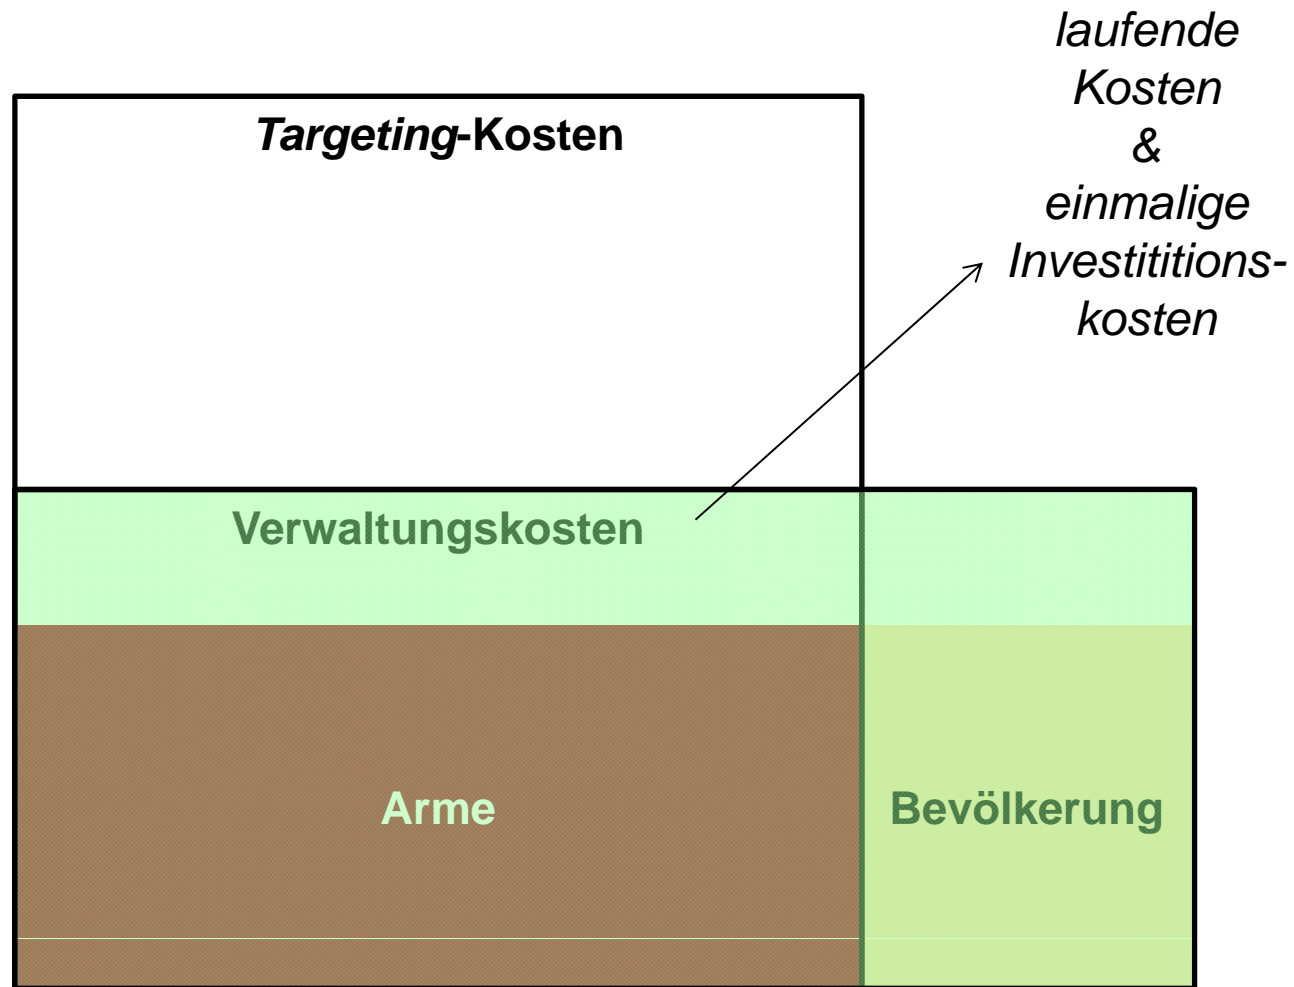 laufende
Kosten
&
einmalige
Investititions-
kosten
Targeting-Kosten
Verwaltungskosten
Arme
Bevölkerung